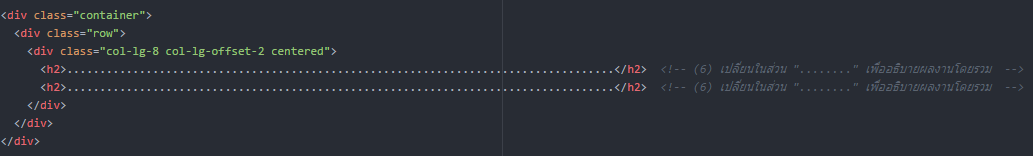 <div class="container">
<div class="row">
<div class="col-lg-8 col-lg-offset-2 centered">
<h2>..................................................................................</h2> <!-- (6) เปลี่ยนในส่วน "........" เพื่ออธิบายผลงานโดยรวม -->
<h2>..................................................................................</h2> <!-- (6) เปลี่ยนในส่วน "........" เพื่ออธิบายผลงานโดยรวม -->
</div>
</div>
</div>